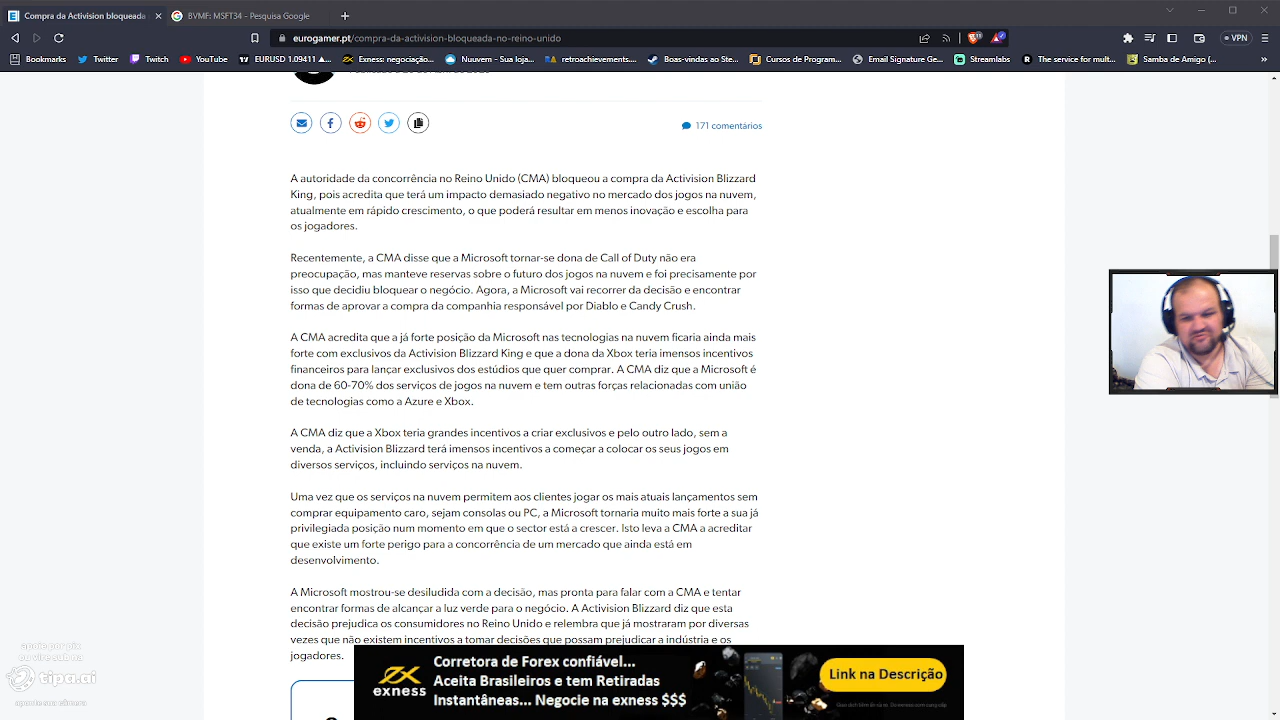 Compra da Activision bloqueada
BVMF: MSFT34 - Pesquisa Google
eurogamer.pt/compra-da-activision-bloqueada-no-reino-unido
VPN
Bookmarks
Twitter
Twitch
YouTube
AUDUSD 1.09411 A...
Exness
Nuuvem - Sua loja...
Cursos de Programa...
Email Gerenciado...
Streamelements
171 comentários
A autoridade da concorrência no Reino Unido (CMA) bloqueou a compra da Activision Blizzard
King, pois acredita que terá um impacto demasiado negativo no mercado dos jogos na nuvem,
atualmente em rápido crescimento, o que poderá resultar em menos inovação e escolha para
os jogadores.
Recentemente, a CMA disse que a Microsoft tornar-se dona de Call of Duty não era
preocupação, mas manteve reservas sobre o futuro dos jogos na nuvem e foi precisamente por
isso que decidiu bloquear o negócio. Agora, a Microsoft vai recorrer da decisão e encontrar
formas de aprovar a compra da companhia responsável por Diablo e Candy Crush.
A CMA acredita que a já forte posição da Microsoft nas tecnologias na nuvem ficaria ainda mais
forte com exclusivos da Activision Blizzard King e que a dona da Xbox teria imensos incentivos
financeiros para lançar exclusivos dos estúdios que quer comprar. A CMA diz que a Microsoft é
dona de 60-70% dos serviços de jogos na nuvem e tem outras forças relacionadas com união
de tecnologias como a Azure e Xbox.
A CMA diz que a Xbox teria grandes incentivos a criar exclusivos e pelo outro lado, sem a
venda, a Activision Blizzard terá imensos incentivos a começar a colocar os seus jogos em
diversos serviços, incluindo serviços na nuvem.
Uma vez que os serviços na nuvem permitem aos clientes jogar os mais atuais lançamentos sem
comprar equipamento caro, sejam consolas ou PC, a Microsoft tornaria muito mais forte a sua já
privilegiada posição num momento em que o sector está a crescer. Isto leva a CMA a acreditar
que existe um forte perigo para a concorrência de um mercado que ainda está em
desenvolvimento.
A Microsoft mostrou-se desiludida com a decisão, mas pronta para falar com a CMA e tentar
encontrar formas de alcançar a luz verde para o negócio. A Activision Blizzard diz que esta
decisão prejudica os consumidores no Reino Unido e relembra que já mostraram por diversas
vezes que não existem incentivos a tomar decisões que possam prejudicar a indústria e os
jogadores.
Apoie por pix
ou vire sub na
tipa.ai
exness
Corretora de Forex confiável...
Aceita Brasileiros e tem Retiradas
Instantâneas... Negocie na exness $$$
Link na Descrição